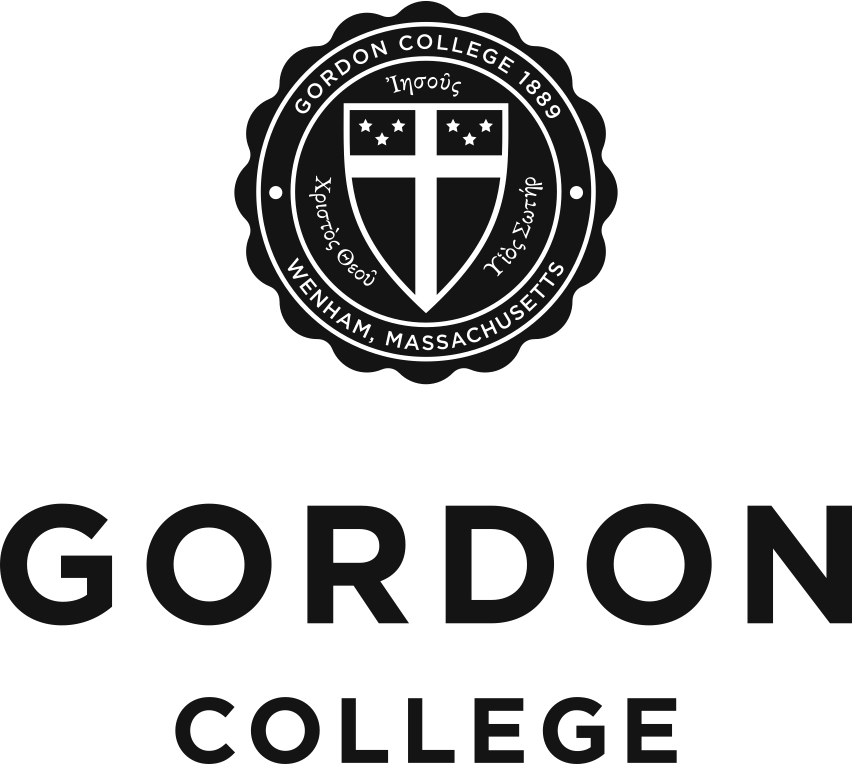 GORDON COLLEGE 1889
Ἰησοῦς
Χριστὸς Θεοῦ
Υἱὸς Σωτήρ
WENHAM, MASSACHUSETTS
GORDON
COLLEGE